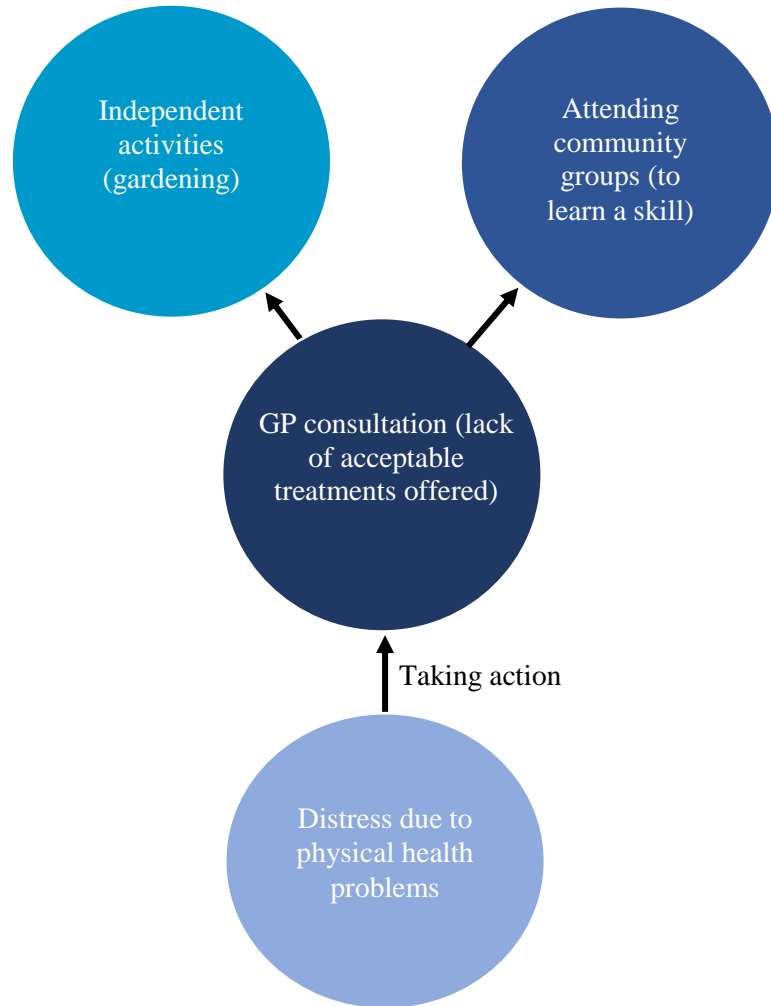 Independent
activities
(gardening)
Attending
community
groups (to
learn a skill)
GP consultation (lack
of acceptable
treatments offered)
Taking action
Distress due to
physical health
problems